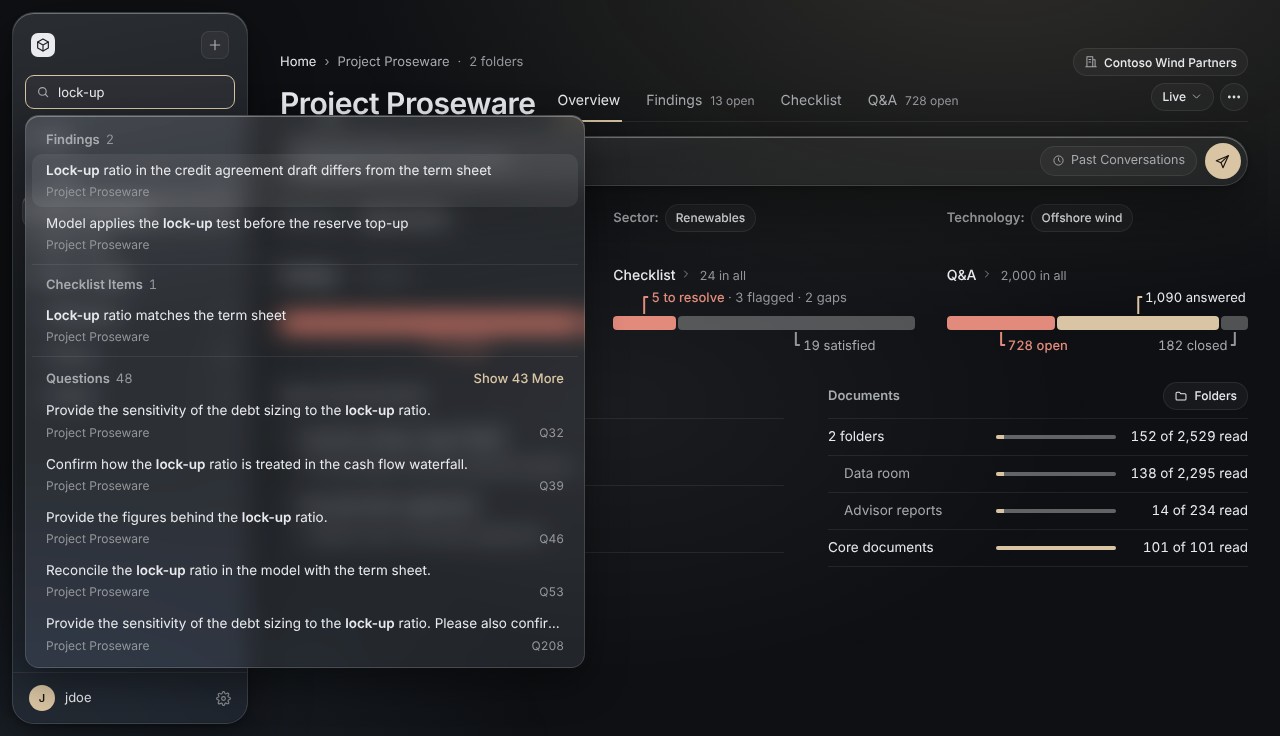 lock-up
Home › Project Proseware · 2 folders
Contoso Wind Partners
Project Proseware
Overview
Findings 13 open
Checklist
Q&A 728 open
Live
Past Conversations
Findings 2
Lock-up ratio in the credit agreement draft differs from the term sheet
Project Proseware
Model applies the lock-up test before the reserve top-up
Project Proseware
Checklist Items 1
Lock-up ratio matches the term sheet
Project Proseware
Questions 48
Show 43 More
Provide the sensitivity of the debt sizing to the lock-up ratio.
Project Proseware
Q32
Confirm how the lock-up ratio is treated in the cash flow waterfall.
Project Proseware
Q39
Provide the figures behind the lock-up ratio.
Project Proseware
Q46
Reconcile the lock-up ratio in the model with the term sheet.
Project Proseware
Q53
Provide the sensitivity of the debt sizing to the lock-up ratio. Please also confir...
Project Proseware
Q208
Sector: Renewables
Technology: Offshore wind
Checklist › 24 in all
5 to resolve · 3 flagged · 2 gaps
19 satisfied
Q&A › 2,000 in all
1,090 answered
728 open
182 closed
Documents
Folders
2 folders
152 of 2,529 read
Data room
138 of 2,295 read
Advisor reports
14 of 234 read
Core documents
101 of 101 read
J
jdoe